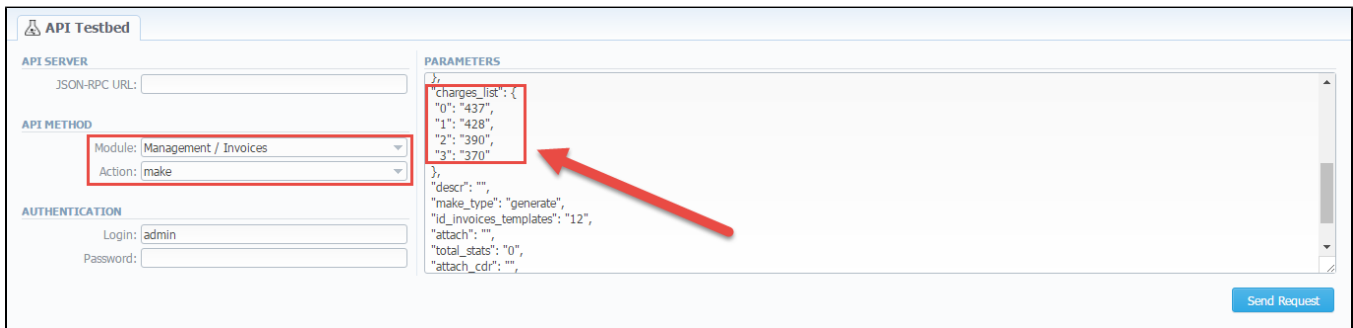 API Testbed
API SERVER
JSON-RPC URL:
API METHOD
Module: Management / Invoices
Action: make
AUTHENTICATION
Login: admin
Password:
PARAMETERS
},
"charges_list": {
"0": "437",
"1": "428",
"2": "390",
"3": "370"
},
"descr": "",
"make_type": "generate",
"id_invoices_templates": "12",
"attach": "",
"total_stats": "0",
"attach_cdr": "",
Send Request